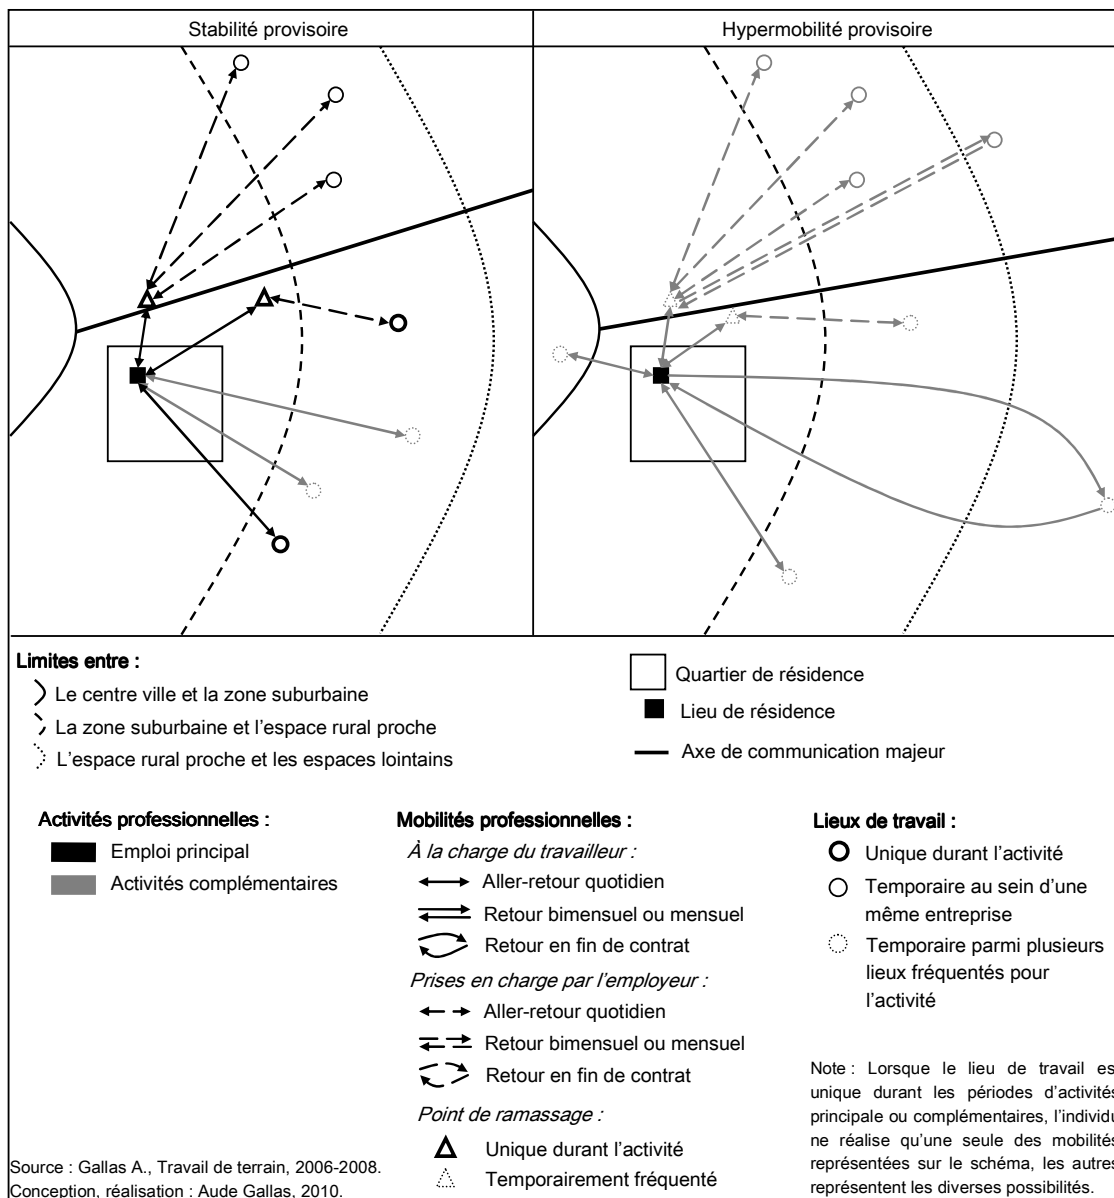 Stabilité provisoire
Hypermobilité provisoire
Limites entre :
Le centre ville et la zone suburbaine
La zone suburbaine et l'espace rural proche
L'espace rural proche et les espaces lointains
Quartier de résidence
Lieu de résidence
Axe de communication majeur
Activités professionnelles :
Emploi principal
Activités complémentaires
Mobilités professionnelles :
À la charge du travailleur :
Aller-retour quotidien
Retour bimensuel ou mensuel
Retour en fin de contrat
Prises en charge par l'employeur :
Aller-retour quotidien
Retour bimensuel ou mensuel
Retour en fin de contrat
Point de ramassage :
Unique durant l'activité
Temporairement fréquenté
Lieux de travail :
Unique durant l'activité
Temporaire au sein d'une
même entreprise
Temporaire parmi plusieurs
lieux fréquentés pour
l'activité
Note : Lorsque le lieu de travail es
unique durant les périodes d'activités
principale ou complémentaires, l'individu
ne réalise qu'une seule des mobilités
représentées sur le schéma, les autres
représentent les diverses possibilités.
Source : Gallas A., Travail de terrain, 2006-2008.
Conception, réalisation : Aude Gallas, 2010.